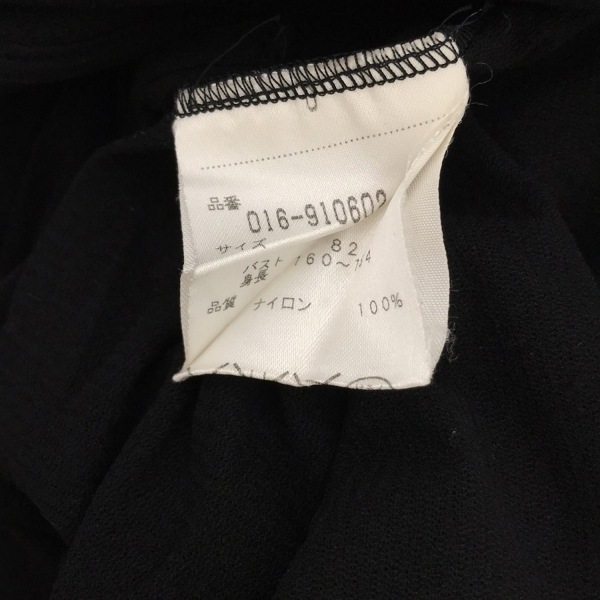 品番 016-910602
サイズ
バスト 82
身長 160~
品質 ナイロン 100%